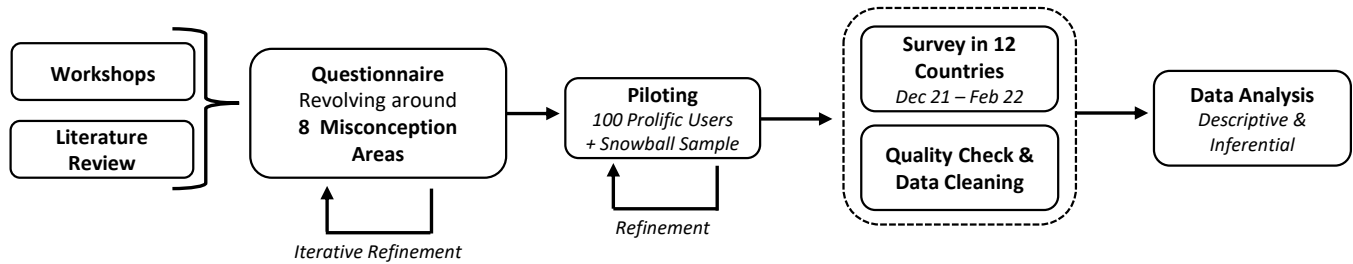 Workshops
Literature
Review
Questionnaire
Revolving around
8 Misconception
Areas
Iterative Refinement
Piloting
100 Prolific Users
+ Snowball Sample
Refinement
Survey in 12
Countries
Dec 21 – Feb 22
Quality Check &
Data Cleaning
Data Analysis
Descriptive &
Inferential